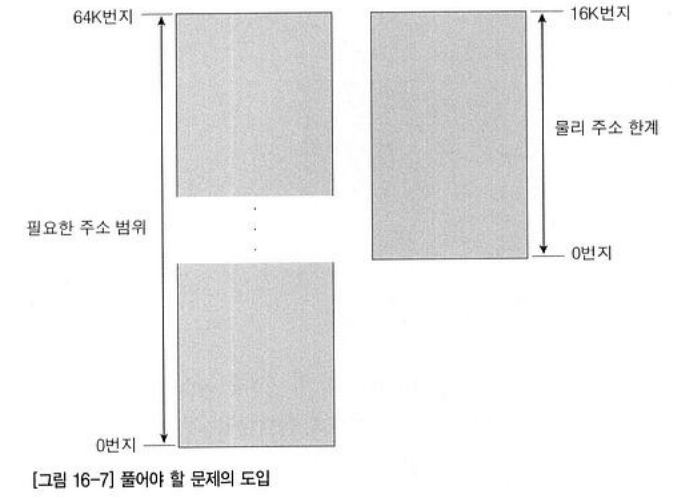 64K번지
16K번지
물리 주소 한계
필요한 주소 범위
0번지
0번지
[그림 16-7] 풀어야 할 문제의 도입